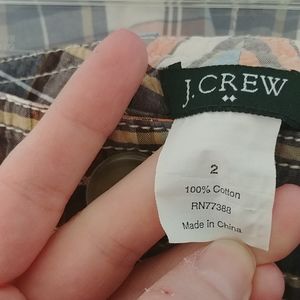 J.CREW
2
100% Cotton
RN77388
Made in China